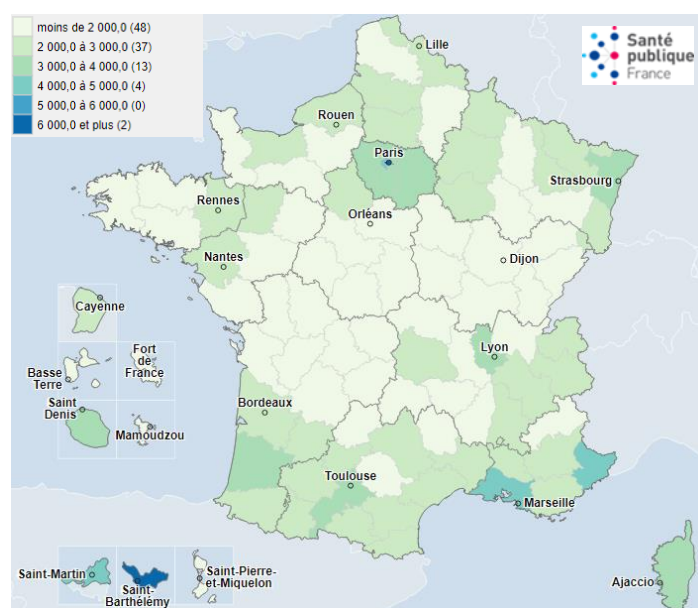 moins de 2 000,0 (48)
2 000,0 à 3 000,0 (37)
3 000,0 à 4 000,0 (13)
4 000,0 à 5 000,0 (4)
5 000,0 à 6 000,0 (0)
6 000,0 et plus (2)
Santé
publique
France
Lille
Rouen
Paris
Strasbourg
Rennes
Orléans
Nantes
Dijon
Cayenne
Basse
Terre
Fort
de
France
Lyon
Saint
Denis
Mamoudzou
Bordeaux
Toulouse
Marseille
Saint-Martin
Saint-
Barthélémy
Saint-Pierre-
et-Miquelon
Ajaccio